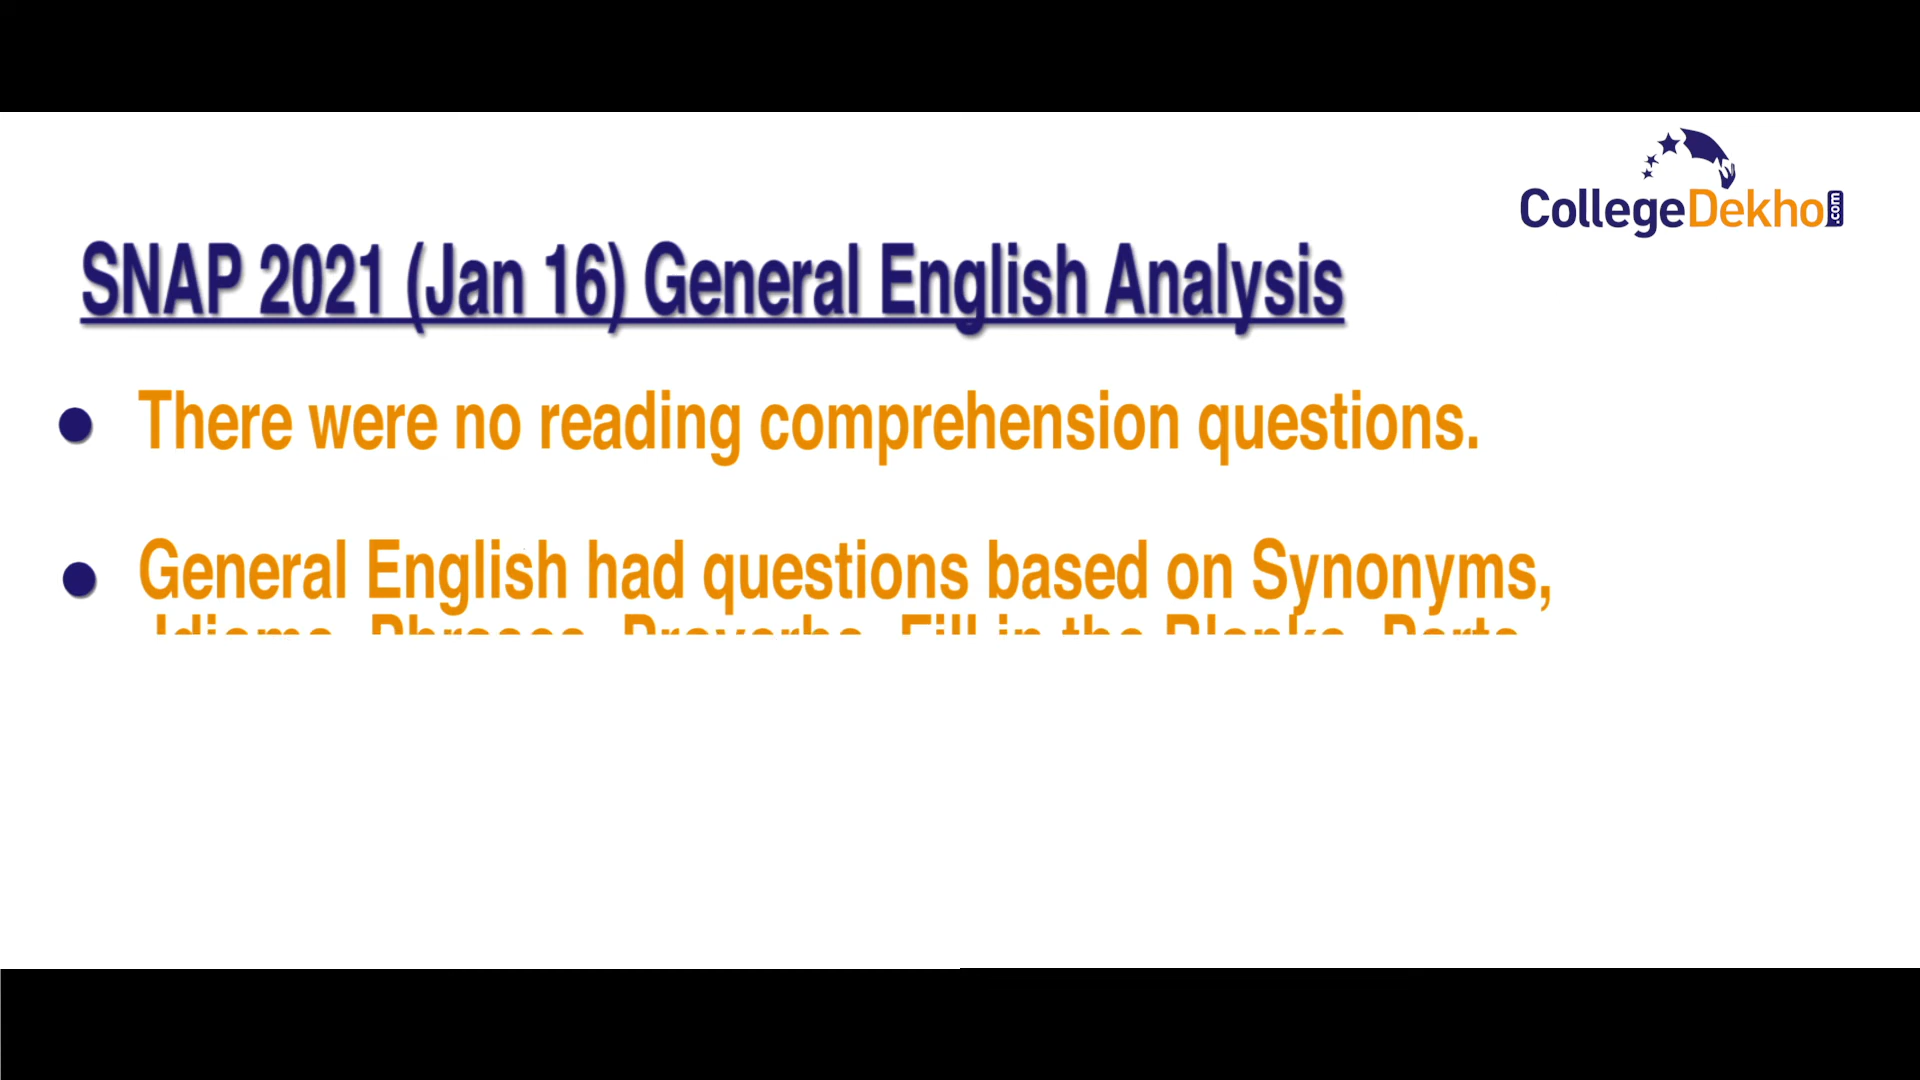 CollegeDekho.com
SNAP 2021 (Jan 16) General English Analysis
There were no reading comprehension questions.
General English had questions based on Synonyms,
Idioms, Phrases, Proverbs, Fill in the Blanks, Parts